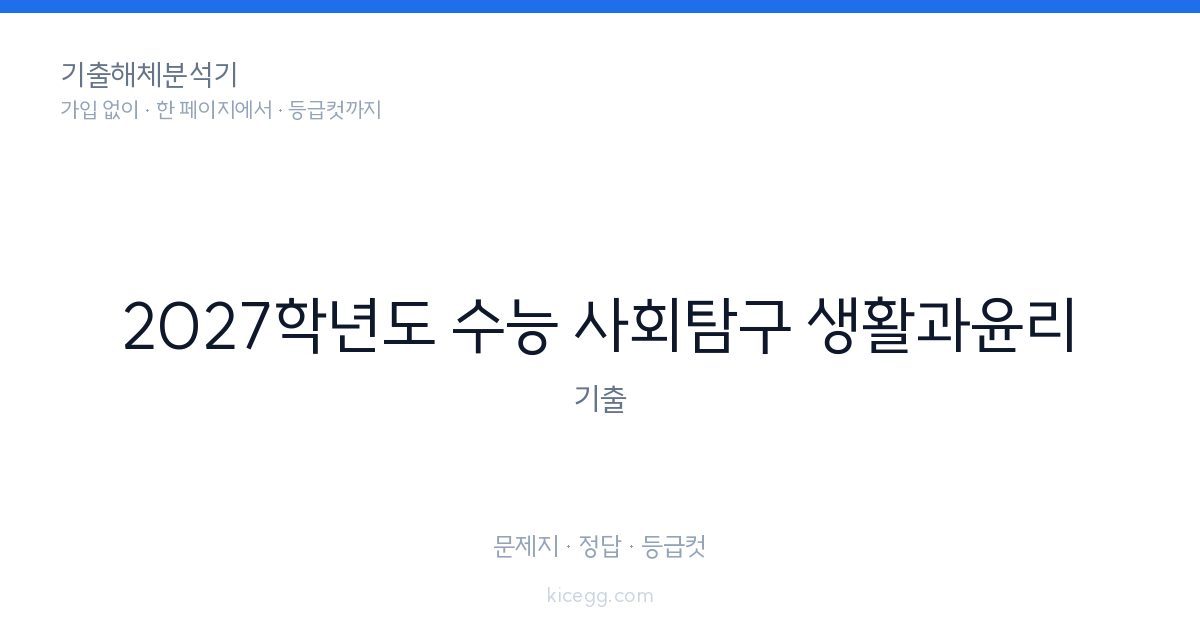 기출해체분석기
가입 없이 · 한 페이지에서 · 등급컷까지
2027학년도 수능 사회탐구 생활과윤리
기출
문제지 · 정답 · 등급컷
kicegg.com